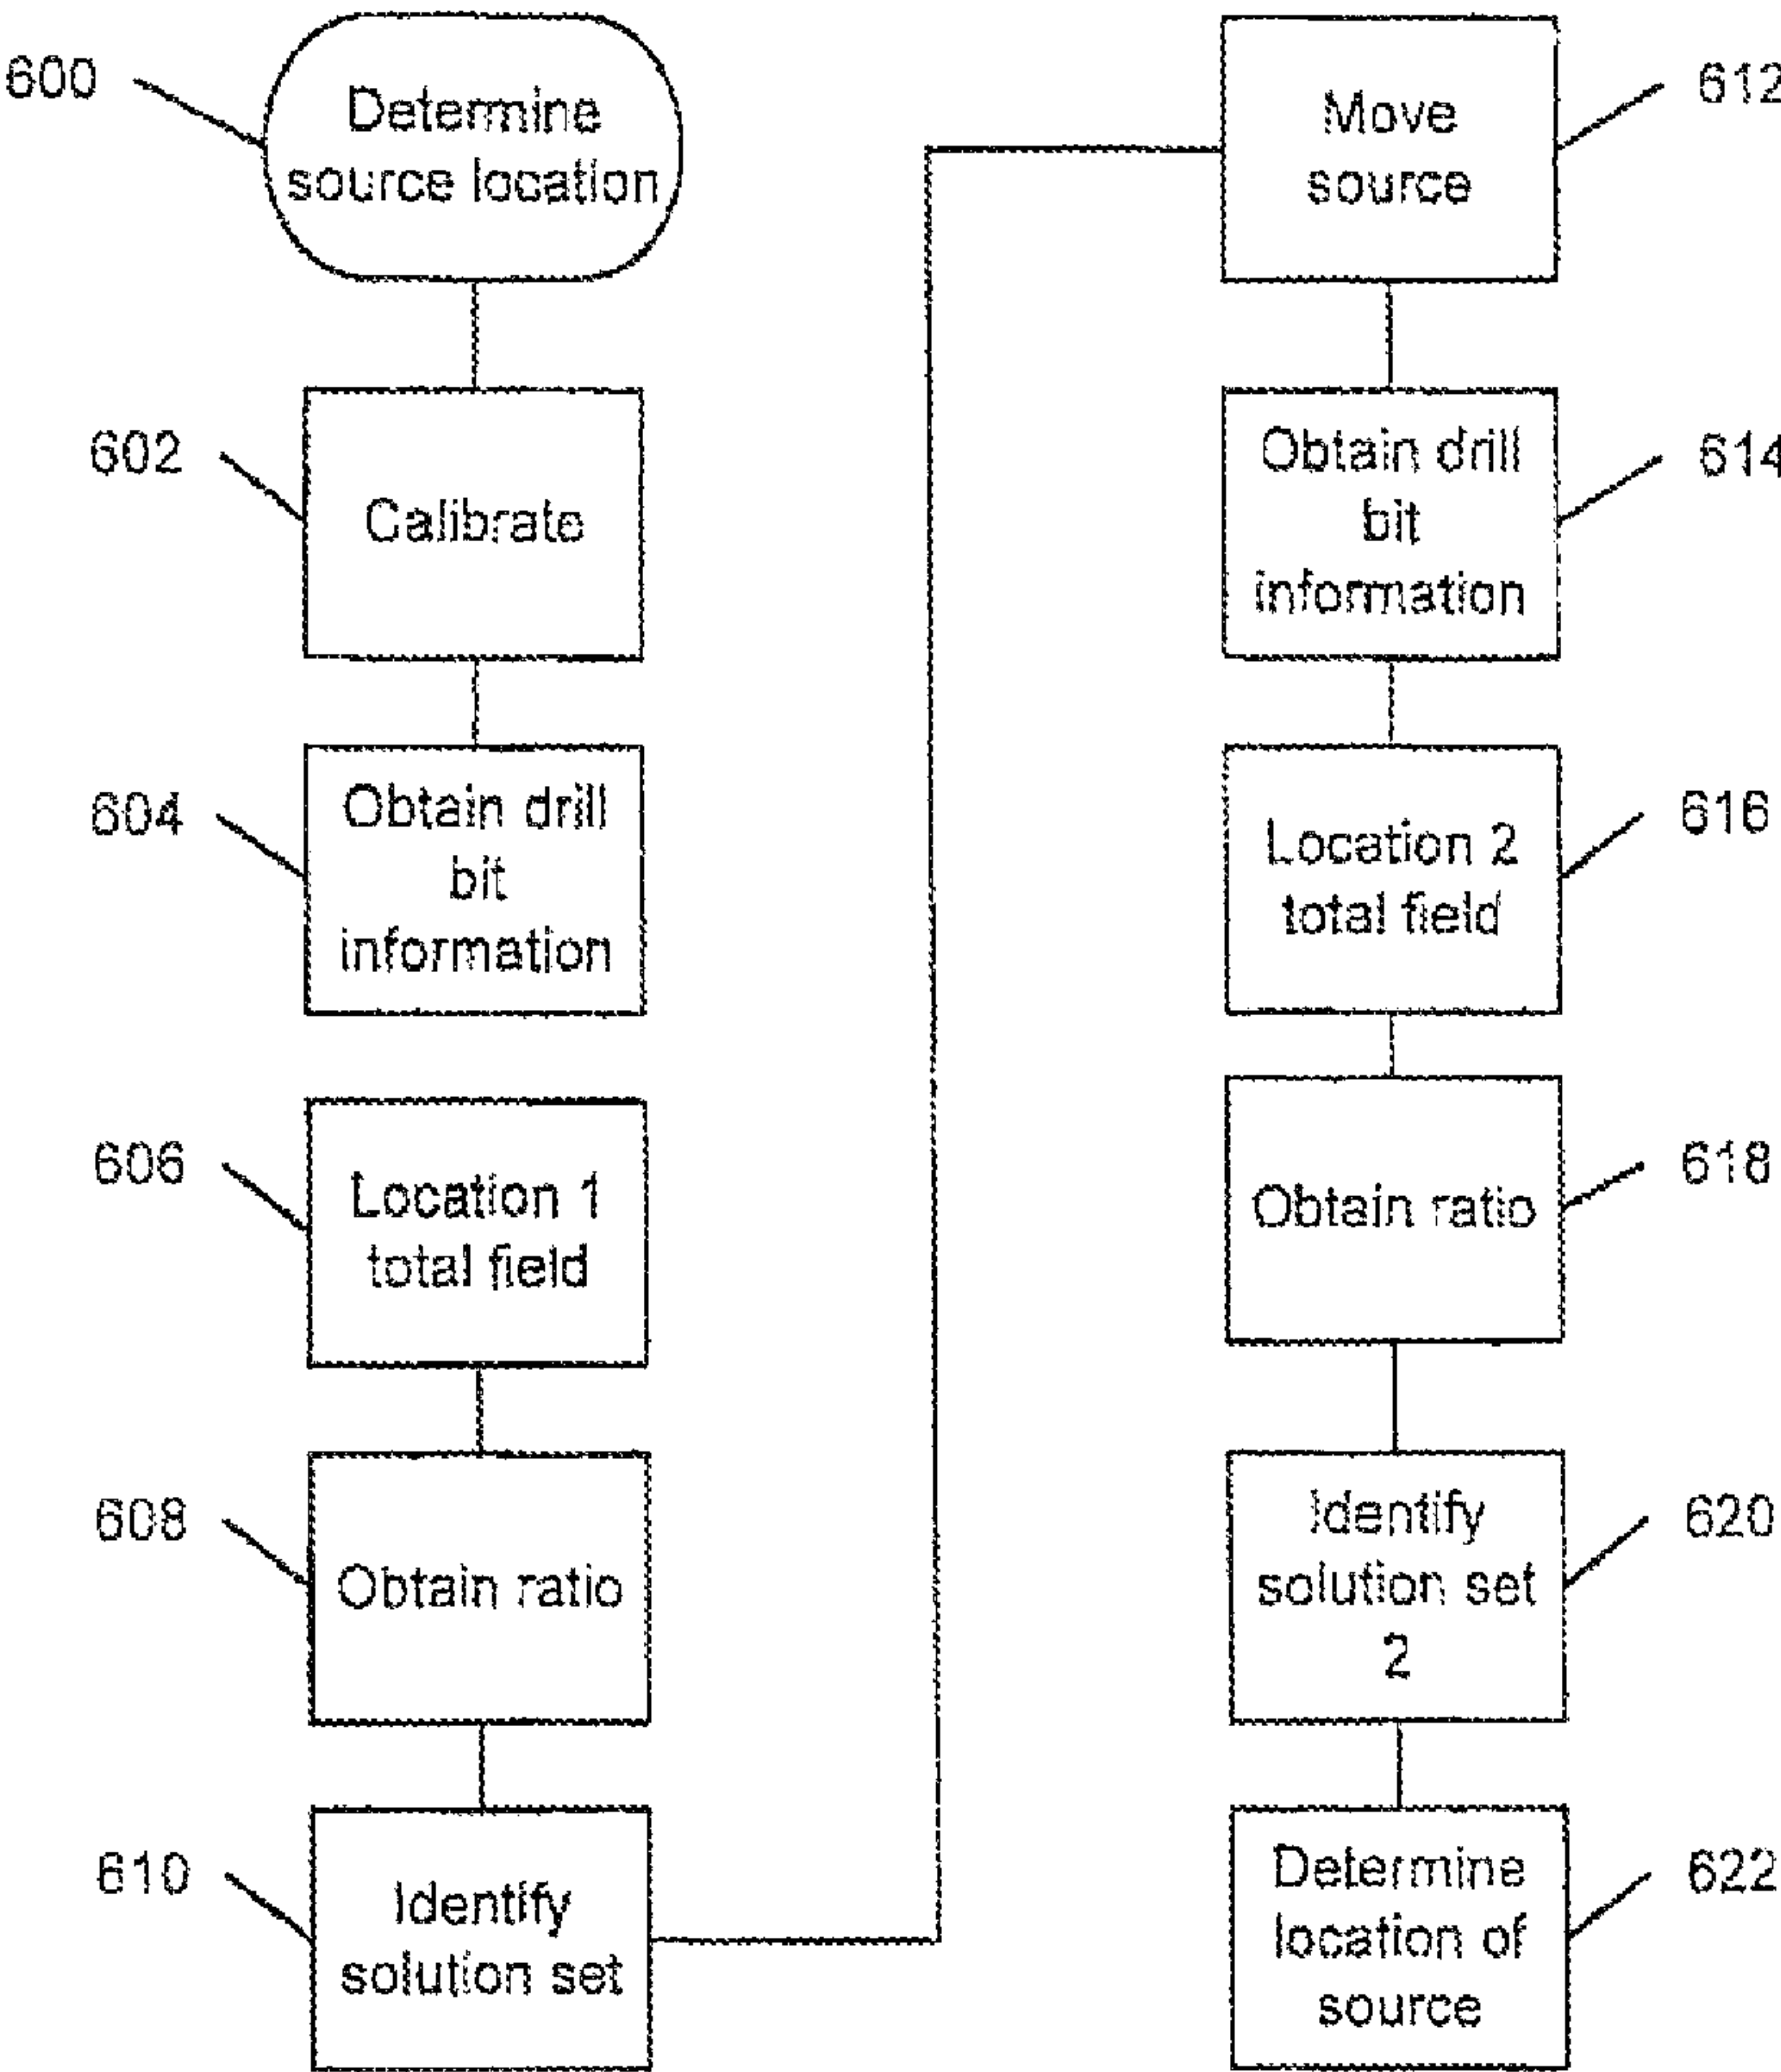 600
Determine
source location
602
Calibrate
604
Obtain drill
bit
information
606
Location 1
total field
608
Obtain ratio
610
Identify
solution set
Move
source
612
Obtain drill
bit
information
614
Location 2
total field
616
Obtain ratio
618
Identify
solution set
2
620
Determine
location of
source
622